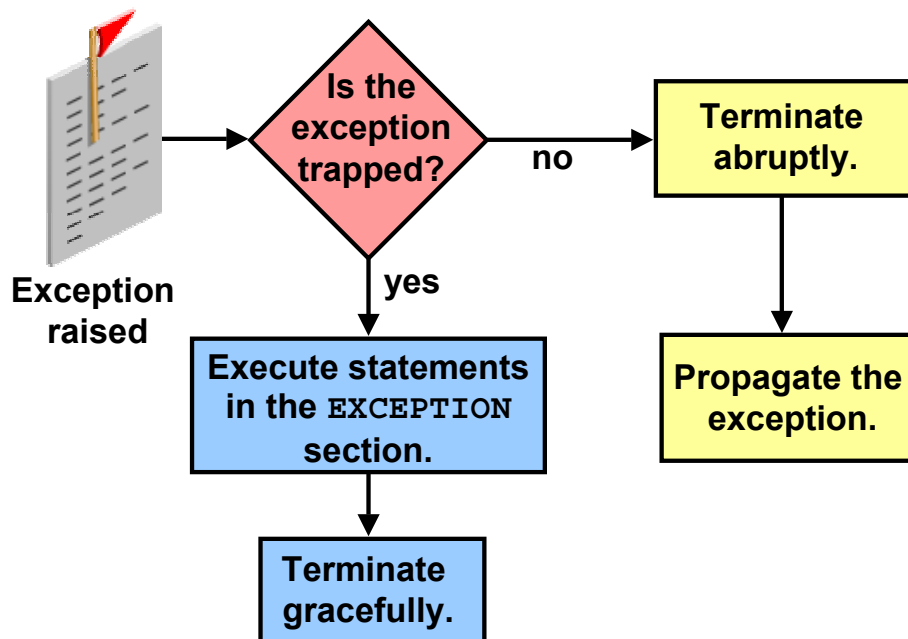 Exception
raised
Is the
exception
trapped?
no
Terminate
abruptly.
Propagate the
exception.
yes
Execute statements
in the EXCEPTION
section.
Terminate
gracefully.